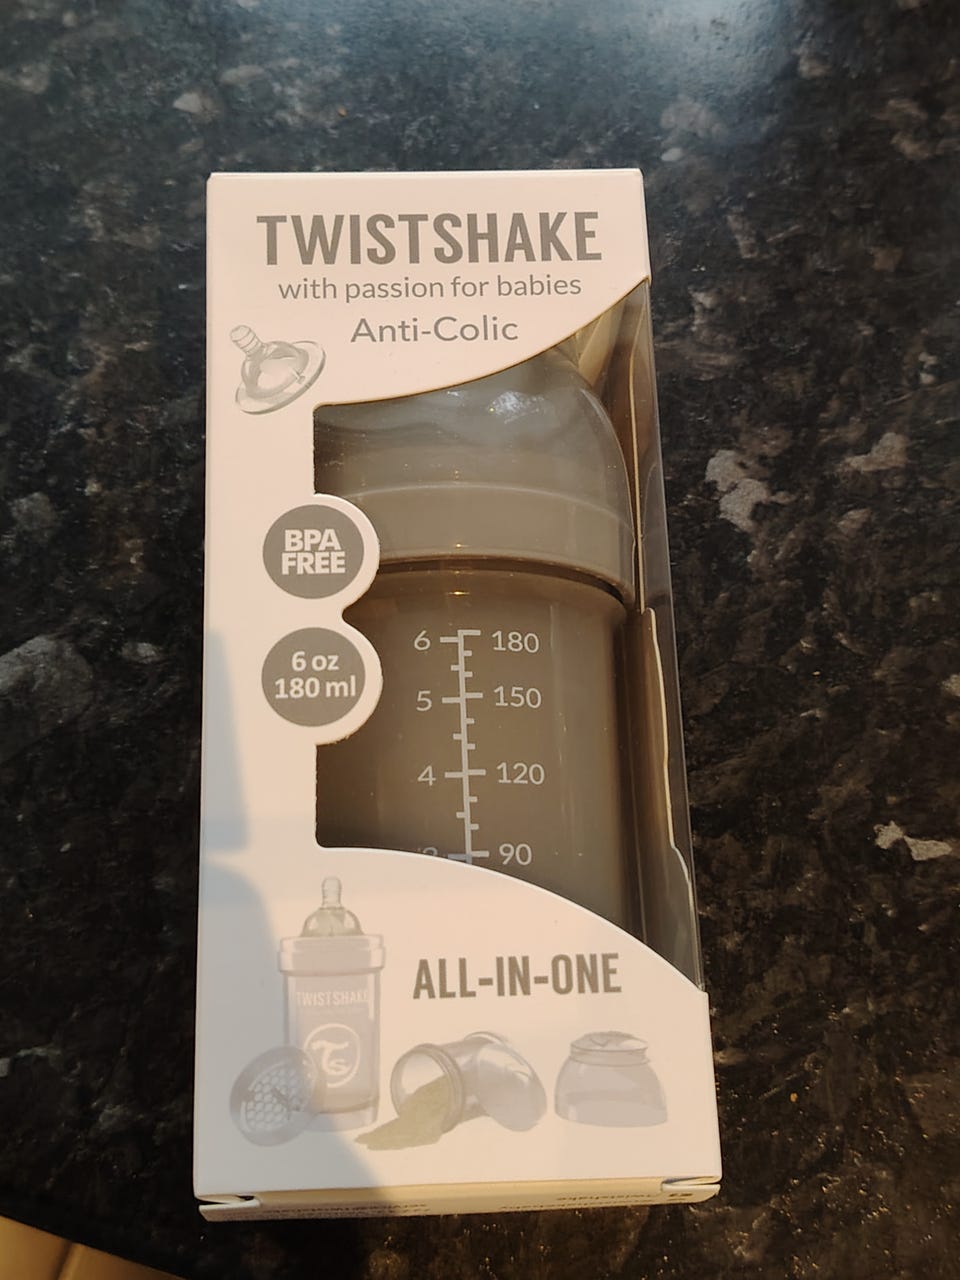 TWISTSHAKE
with passion for babies
Anti-Colic
BPA
FREE
6 oz
180 ml
6 180
5 150
4 120
90
ALL-IN-ONE
TWISTSHAKE